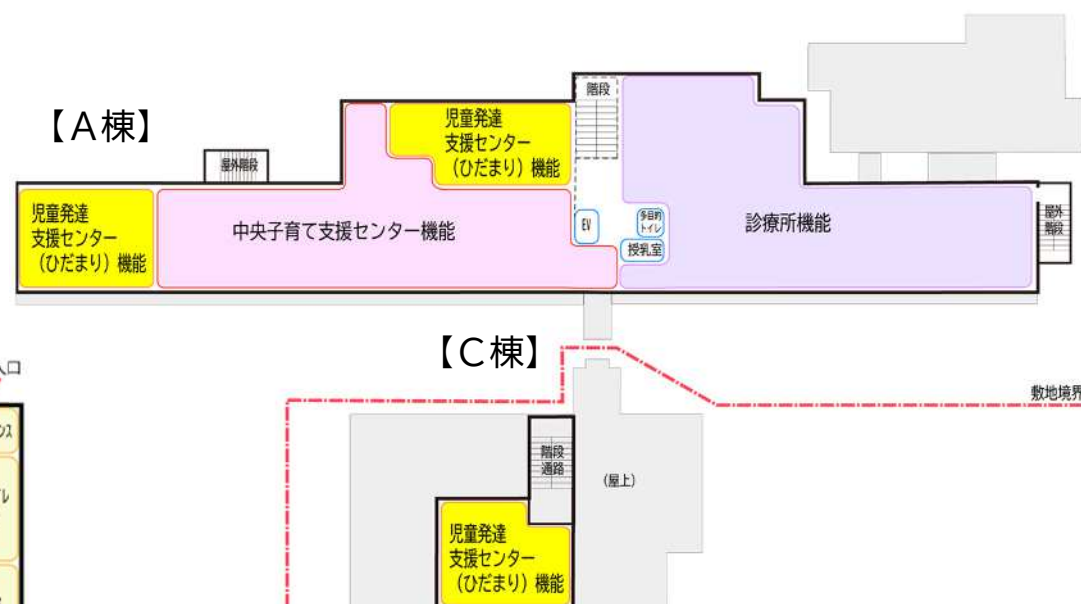 【A棟】
階段
児童発達
支援センター
(ひだまり) 機能
屋外階段
児童発達
支援センター
(ひだまり) 機能
中央子育て支援センター機能
EV
多目的
トイレ
授乳室
診療所機能
屋外
階段
【C棟】
敷地境界
階段
通路
(屋上)
児童発達
支援センター
(ひだまり) 機能